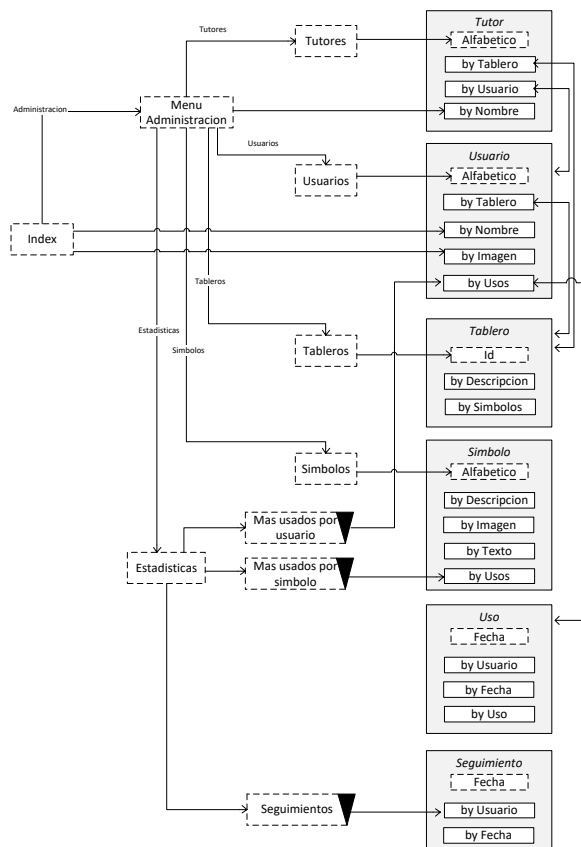 Tutor
Tutores
Tutores
Alfabetico
by Tablero
by Usuario
by Nombre
Administracion
Menu
Administracion
Usuarios
Usuarios
Usuario
Alfabetico
by Tablero
by Nombre
by Imagen
by Usos
Index
Tableros
Estadisticas
Simbolos
Tableros
Tablero
Id
by Descripcion
by Simbolos
Simbolos
Simbolo
Alfabetico
by Descripcion
by Imagen
by Texto
by Usos
Mas usados por
usuario
Estadisticas
Mas usados por
simbolo
Uso
Fecha
by Usuario
by Fecha
by Uso
Seguimientos
Seguimiento
Fecha
by Usuario
by Fecha